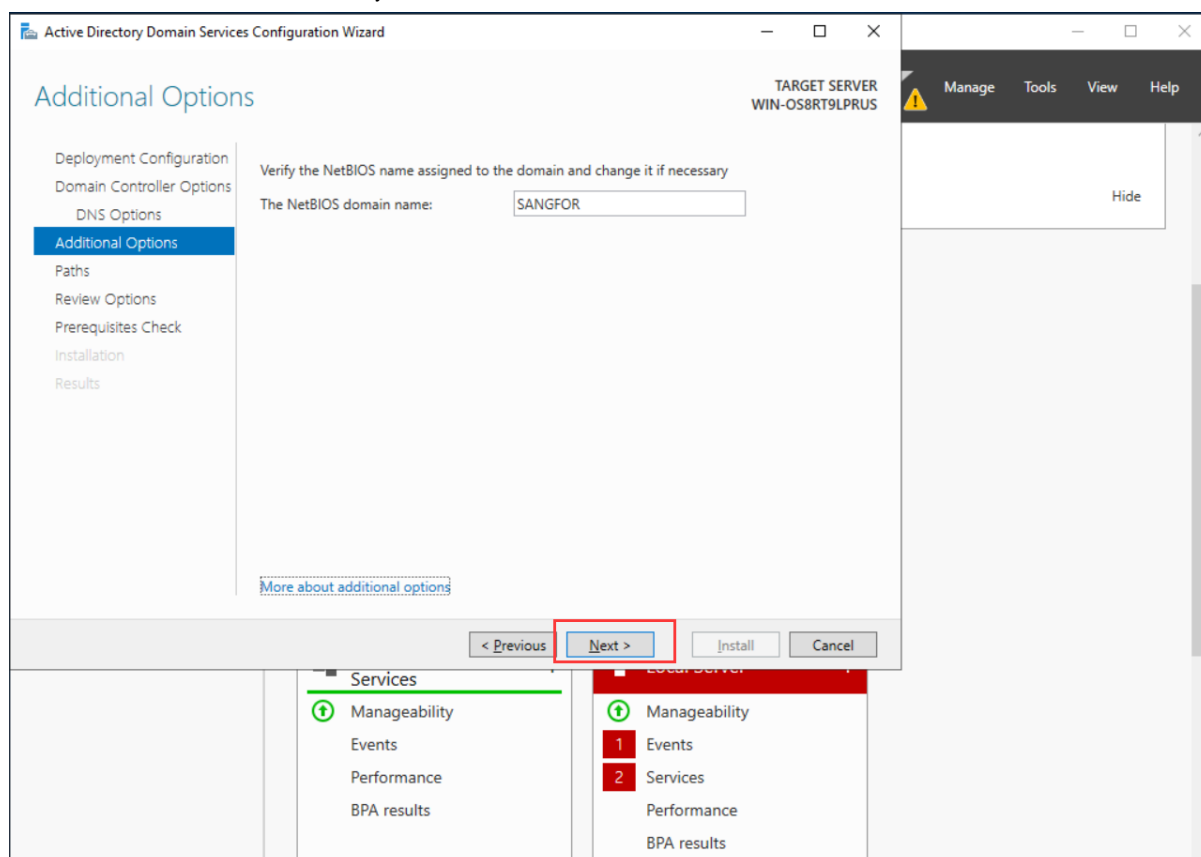 Active Directory Domain Services Configuration Wizard
Additional Options
TARGET SERVER
WIN-OS8RT9LPRUS
Manage Tools View Help
Deployment Configuration
Domain Controller Options
DNS Options
Additional Options
Paths
Review Options
Prerequisites Check
Installation
Results
Verify the NetBIOS name assigned to the domain and change it if necessary
The NetBIOS domain name: SANGFOR
Hide
More about additional options
< Previous Next > Install Cancel
Services
Manageability
Events
Performance
BPA results
Local Server
Manageability
1 Events
2 Services
Performance
BPA results